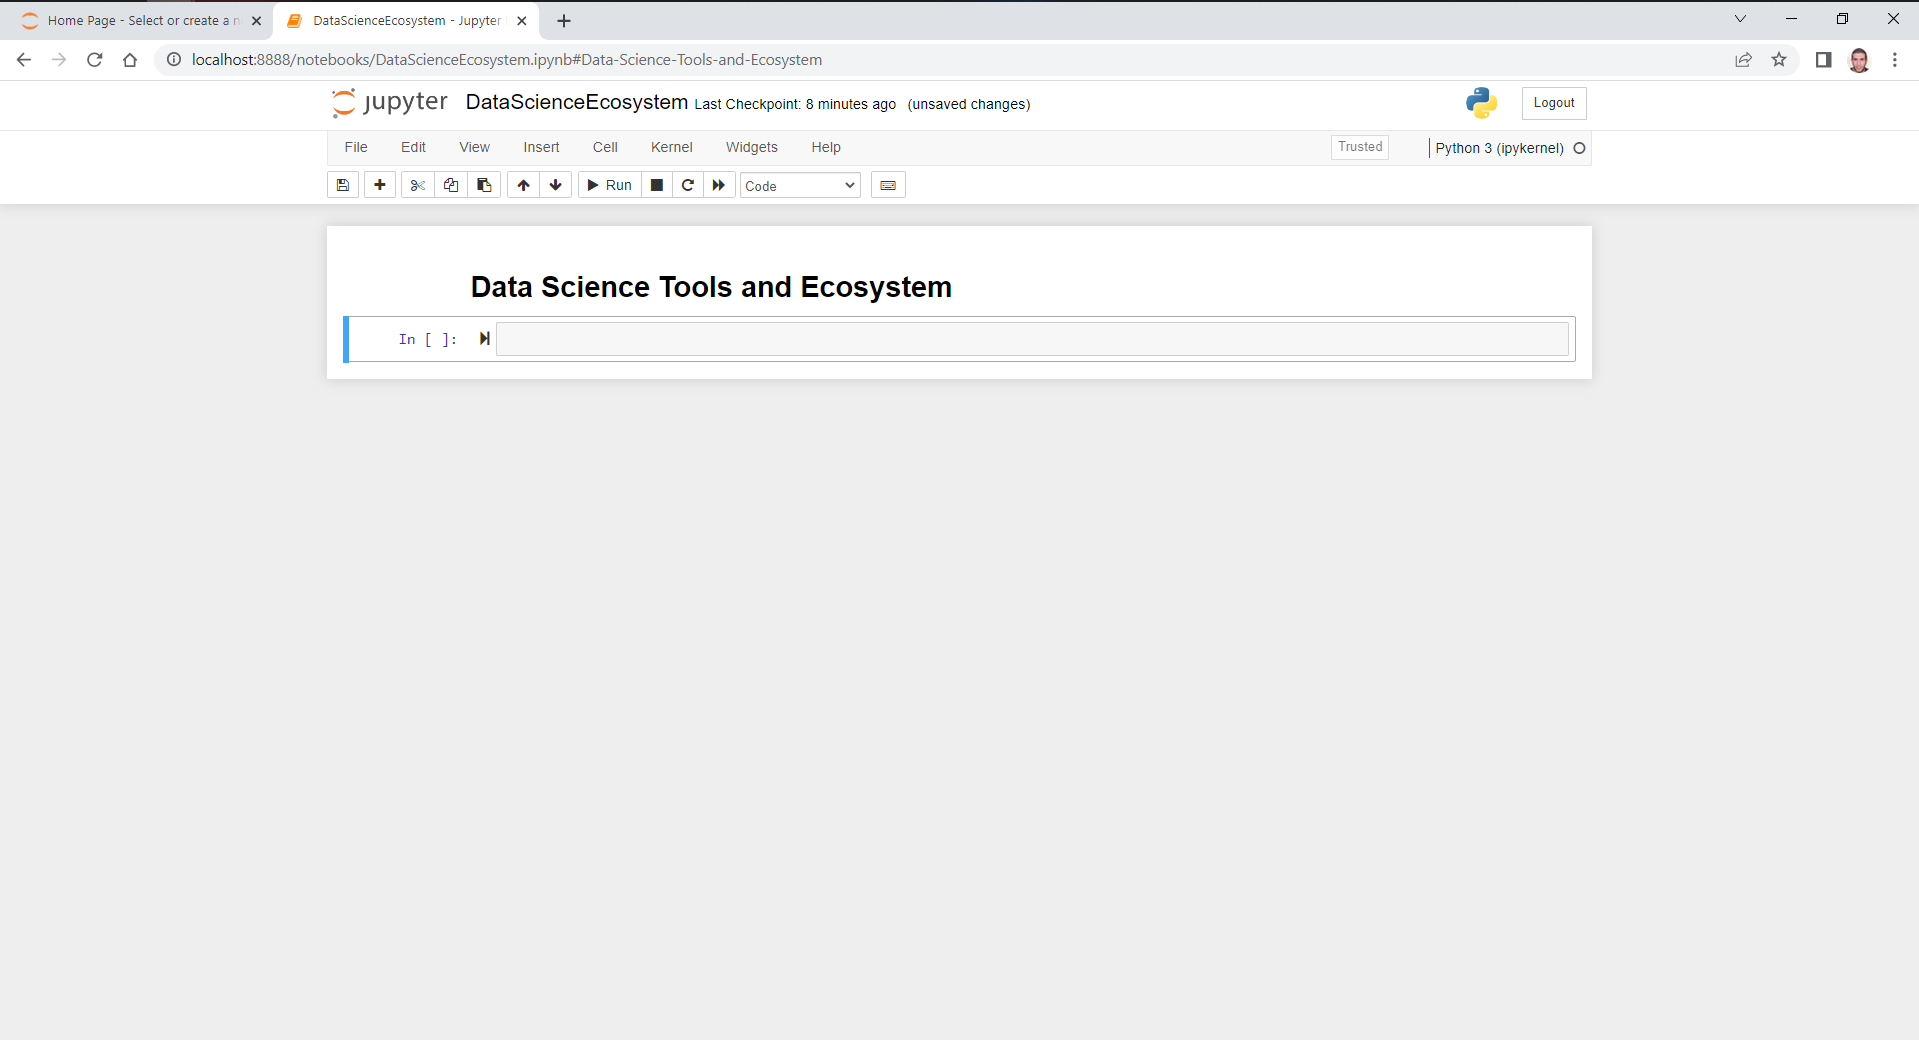 Home Page - Select or create a n
DataScienceEcosystem - Jupyter
localhost:8888/notebooks/DataScienceEcosystem.ipynb#Data-Science-Tools-and-Ecosystem
jupyter DataScienceEcosystem Last Checkpoint: 8 minutes ago (unsaved changes)
Logout
File Edit View Insert Cell Kernel Widgets Help
Trusted
Python 3 (ipykernel)
Run
Code
Data Science Tools and Ecosystem
In [ ]: